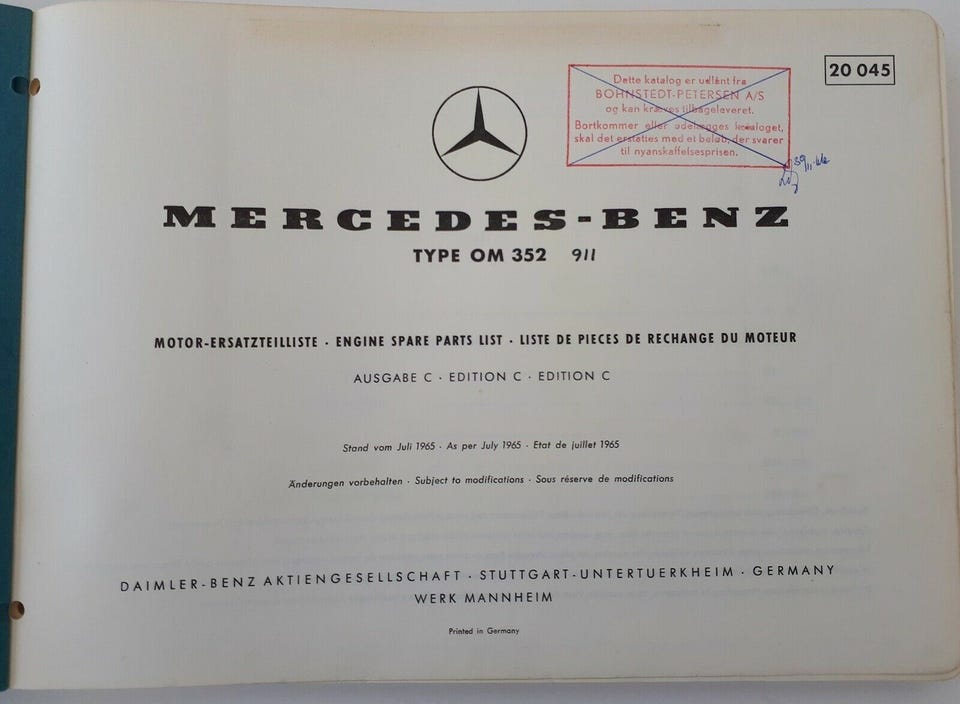 20 045
Dette katalog er udlånt fra
BOHNSTEDT-PETERSEN A/S
og kan kræves tilbageleveret.
Bortkommer eller ødelægges kataloget,
skal det erstattes med et beløb, der svarer
til nyanskaffelsesprisen.
MERCEDES-BENZ
TYPE OM 352 911
MOTOR-ERSATZTEILLISTE · ENGINE SPARE PARTS LIST · LISTE DE PIECES DE RECHANGE DU MOTEUR
AUSGABE C · EDITION C · EDITION C
Stand vom Juli 1965 · As per July 1965 · Etat de juillet 1965
Änderungen vorbehalten · Subject to modifications · Sous réserve de modifications
DAIMLER-BENZ AKTIENGESELLSCHAFT · STUTTGART-UNTERTUERKHEIM · GERMANY
WERK MANNHEIM
Printed in Germany